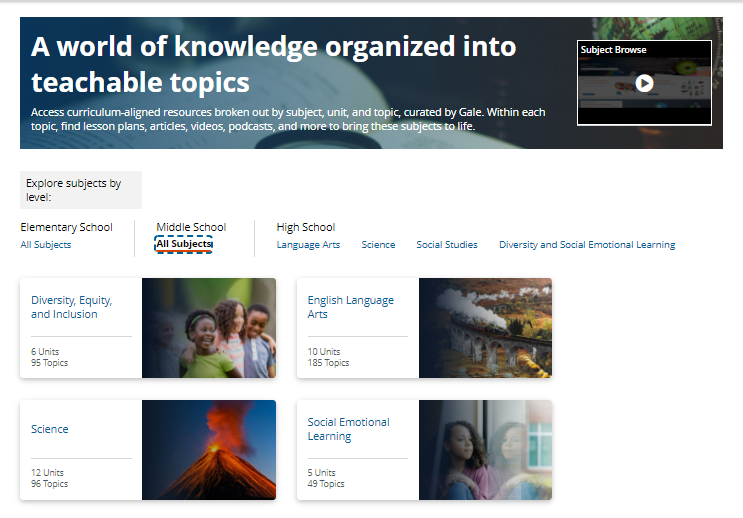 A world of knowledge organized into
teachable topics
Access curriculum-aligned resources broken out by subject, unit, and topic, curated by Gale. Within each
topic, find lesson plans, articles, videos, podcasts, and more to bring these subjects to life.
Subject Browse
Explore subjects by
level:
Elementary School
All Subjects
Middle School
All Subjects
High School
Language Arts
Science
Social Studies
Diversity and Social Emotional Learning
Diversity, Equity,
and Inclusion
6 Units
95 Topics
English Language
Arts
10 Units
185 Topics
Science
12 Units
96 Topics
Social Emotional
Learning
5 Units
49 Topics